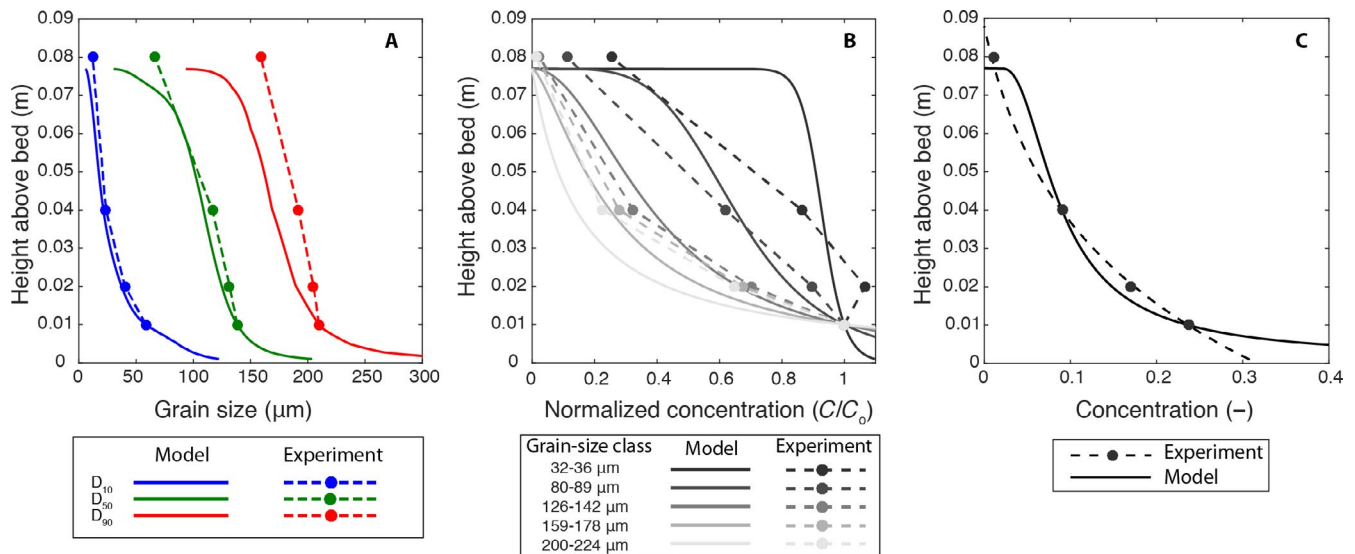 A
Height above bed (m)
0.09
0.08
0.07
0.06
0.05
0.04
0.03
0.02
0.01
0
0 50 100 150 200 250 300
Grain size (µm)
Model Experiment
D10
D50
D90
B
Height above bed (m)
0.09
0.08
0.07
0.06
0.05
0.04
0.03
0.02
0.01
0
0 0.2 0.4 0.6 0.8 1
Normalized concentration (C/Co)
Grain-size class Model Experiment
32-36 µm
80-89 µm
126-142 µm
159-178 µm
200-224 µm
C
Height above bed (m)
0.09
0.08
0.07
0.06
0.05
0.04
0.03
0.02
0.01
0
0 0.1 0.2 0.3 0.4
Concentration (–)
Experiment
Model